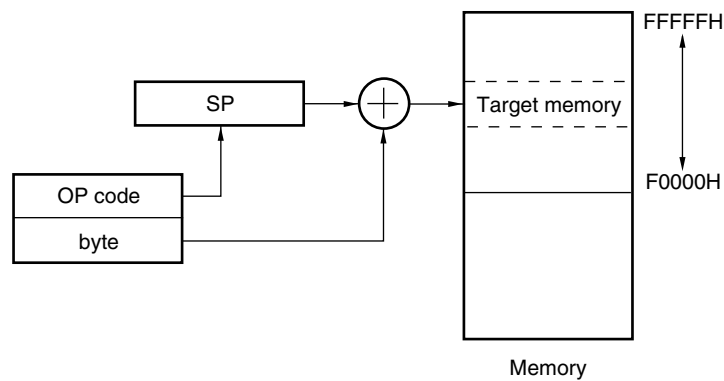 FFFFFH
SP
Target memory
F0000H
OP code
byte
Memory